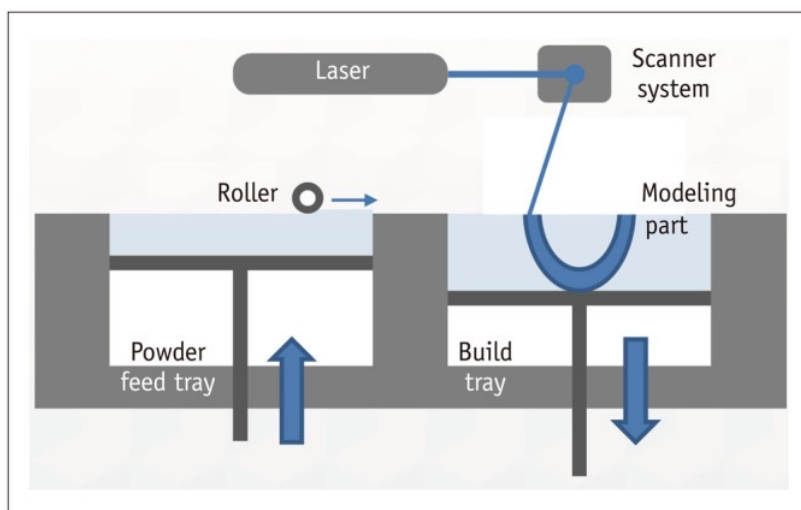 Laser
Scanner
system
Roller
Modeling
part
Powder
feed tray
Build
tray